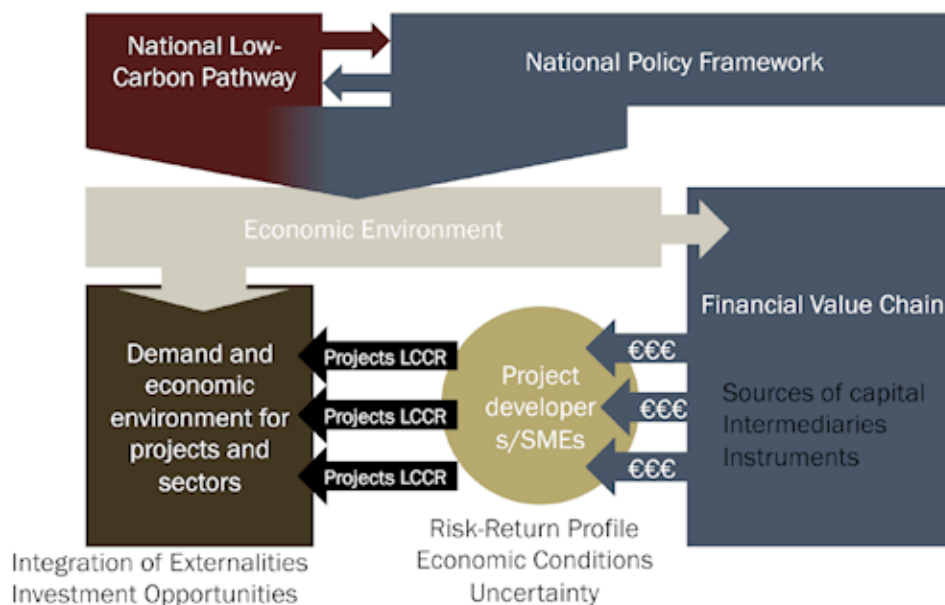 National Low-
Carbon Pathway
National Policy Framework
Economic Environment
Financial Value Chain
Sources of capital
Intermediaries
Instruments
€€€
€€€
€€€
Project
developer
s/SMEs
Projects LCCR
Projects LCCR
Projects LCCR
Demand and
economic
environment for
projects and
sectors
Risk-Return Profile
Economic Conditions
Uncertainty
Integration of Externalities
Investment Opportunities